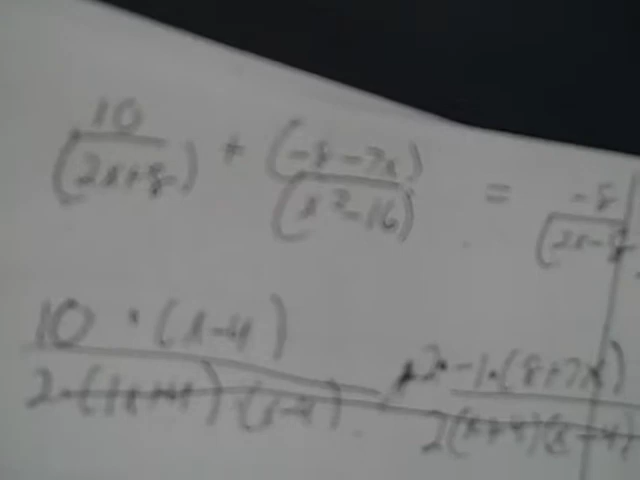 10/(2x+8) + (-8-7x)/(x²-16) = -8/(2x-8
10·(x-4)/2·(x+4)·(x-4) 2·-1·(8+7x)/2(x+4)(x-4)